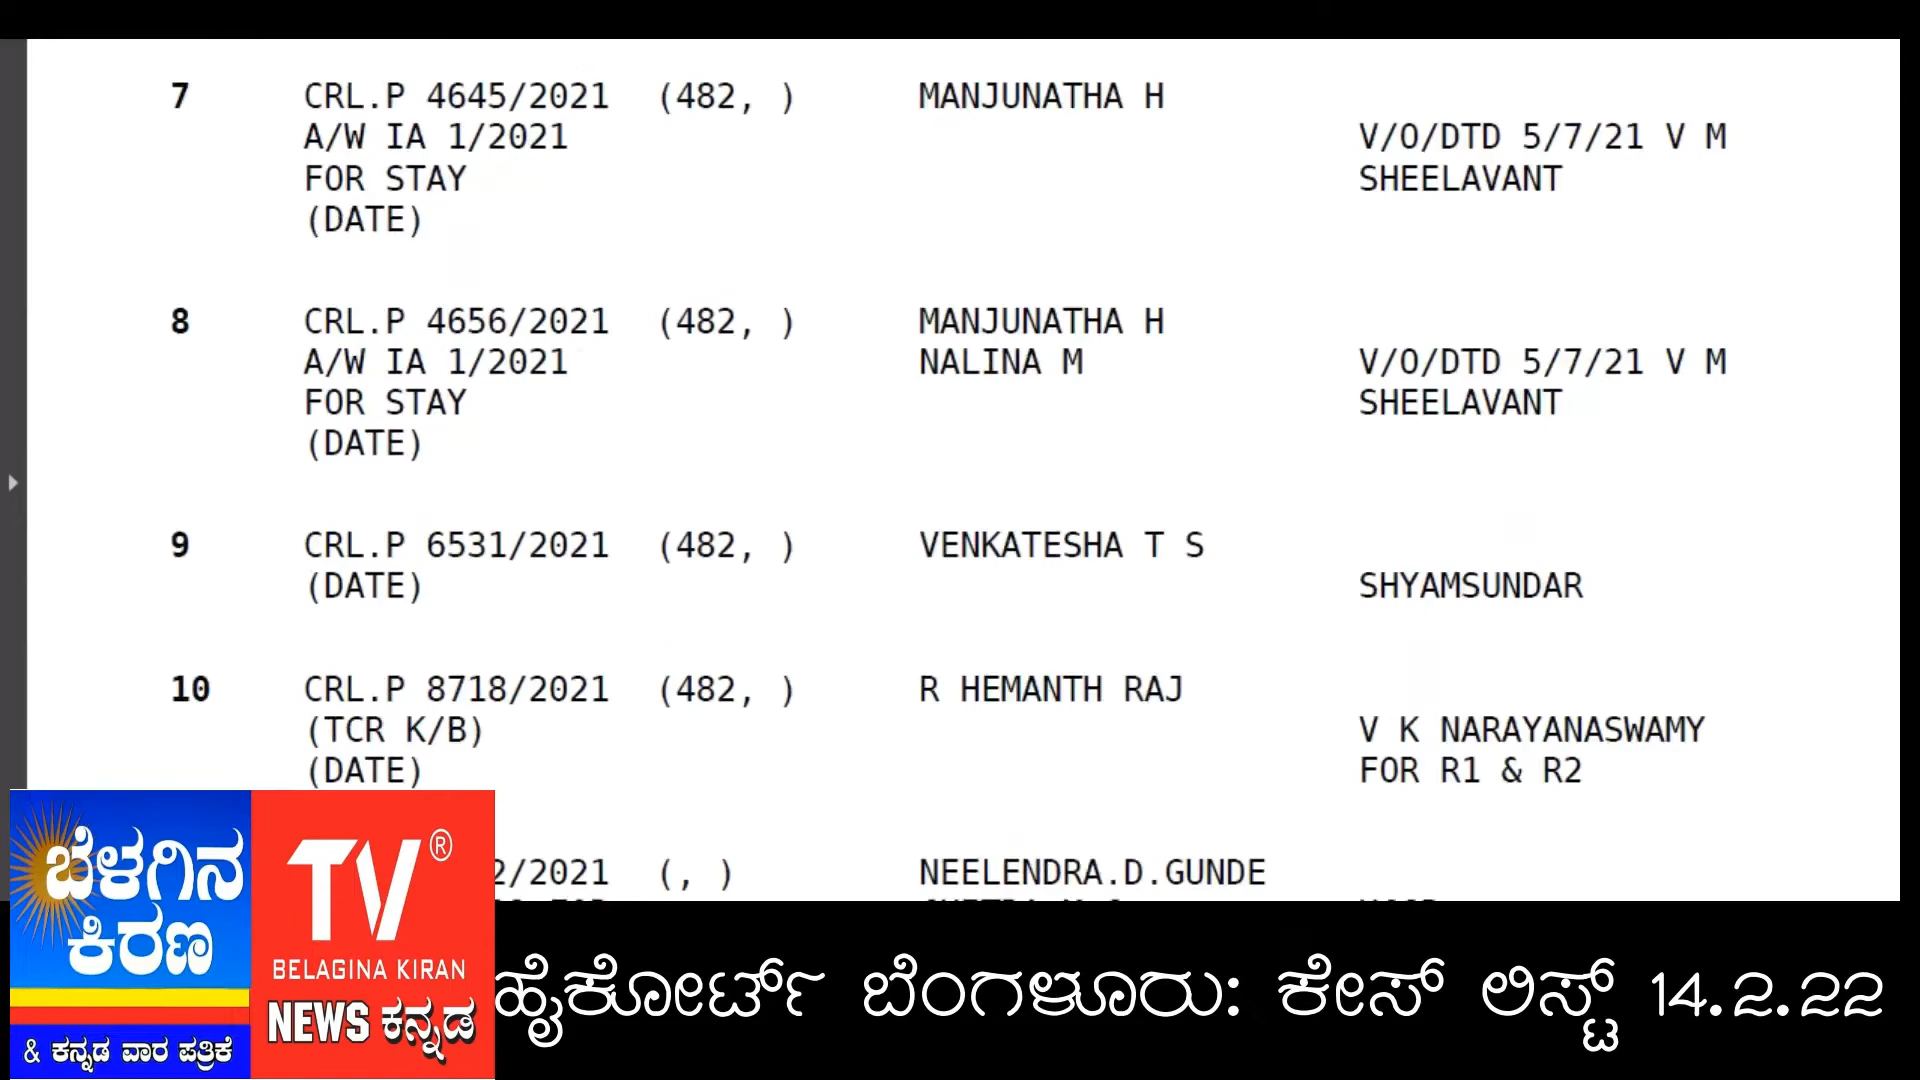 7 CRL.P 4645/2021 (482, ) MANJUNATHA H
A/W IA 1/2021 V/O/DTD 5/7/21 V M
FOR STAY SHEELAVANT
(DATE)
8 CRL.P 4656/2021 (482, ) MANJUNATHA H
A/W IA 1/2021 NALINA M V/O/DTD 5/7/21 V M
FOR STAY SHEELAVANT
(DATE)
9 CRL.P 6531/2021 (482, ) VENKATESHA T S
(DATE) SHYAMSUNDAR
10 CRL.P 8718/2021 (482, ) R HEMANTH RAJ
(TCR K/B) V K NARAYANASWAMY
(DATE) FOR R1 & R2
2/2021 (, ) NEELENDRA.D.GUNDE
ಬೆಳಗಿನ
ಕಿರಣ
& ಕನ್ನಡ ವಾರ ಪತ್ರಿಕೆ
TV®
BELAGINA KIRAN
NEWS ಕನ್ನಡ
ಹೈಕೋರ್ಟ್ ಬೆಂಗಳೂರು: ಕೇಸ್ ಲಿಸ್ಟ್ 14.2.22